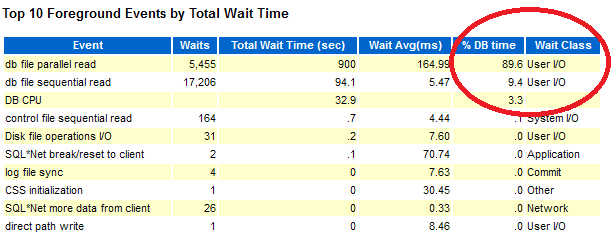 Top 10 Foreground Events by Total Wait Time
Event Waits Total Wait Time (sec) Wait Avg(ms) % DB time Wait Class
db file parallel read 5,455 900 164.99 89.6 User I/O
db file sequential read 17,206 94.1 5.47 9.4 User I/O
DB CPU 32.9 3.3
control file sequential read 164 .7 4.44 .1 System I/O
Disk file operations I/O 31 .2 7.60 .0 User I/O
SQL*Net break/reset to client 2 .1 70.74 .0 Application
log file sync 4 0 7.63 .0 Commit
CSS initialization 1 0 30.45 .0 Other
SQL*Net more data from client 26 0 0.33 .0 Network
direct path write 1 0 8.46 .0 User I/O